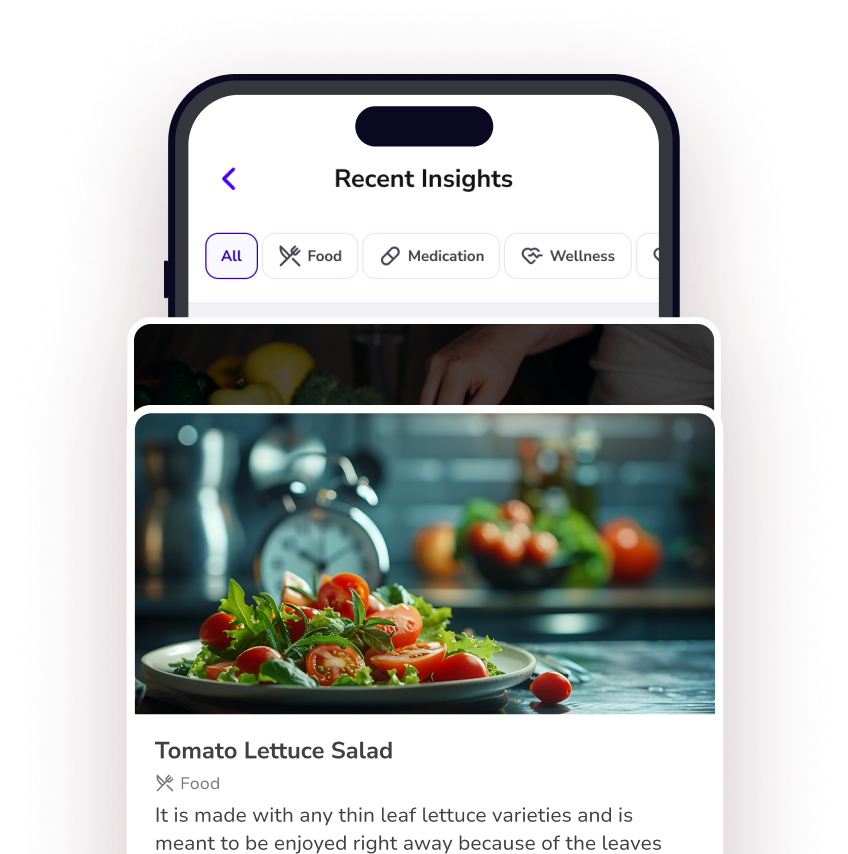 Recent Insights
All Food Medication Wellness
Tomato Lettuce Salad
Food
It is made with any thin leaf lettuce varieties and is
meant to be enjoyed right away because of the leaves